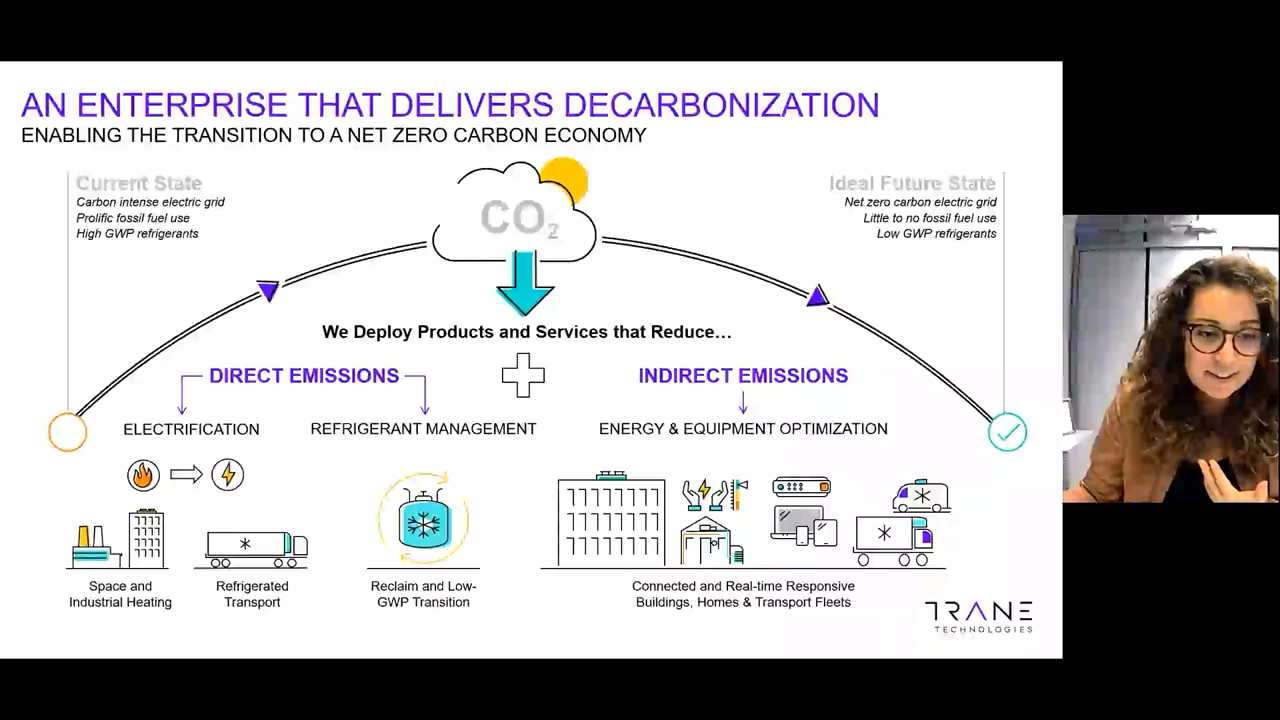 AN ENTERPRISE THAT DELIVERS DECARBONIZATION
ENABLING THE TRANSITION TO A NET ZERO CARBON ECONOMY
Current State
Carbon intense electric grid
Prolific fossil fuel use
High GWP refrigerants
CO2
Ideal Future State
Net zero carbon electric grid
Little to no fossil fuel use
Low GWP refrigerants
We Deploy Products and Services that Reduce…
DIRECT EMISSIONS
INDIRECT EMISSIONS
ELECTRIFICATION
REFRIGERANT MANAGEMENT
ENERGY & EQUIPMENT OPTIMIZATION
Space and
Industrial Heating
Refrigerated
Transport
Reclaim and Low-
GWP Transition
Connected and Real-time Responsive
Buildings, Homes & Transport Fleets
TRANE
TECHNOLOGIES